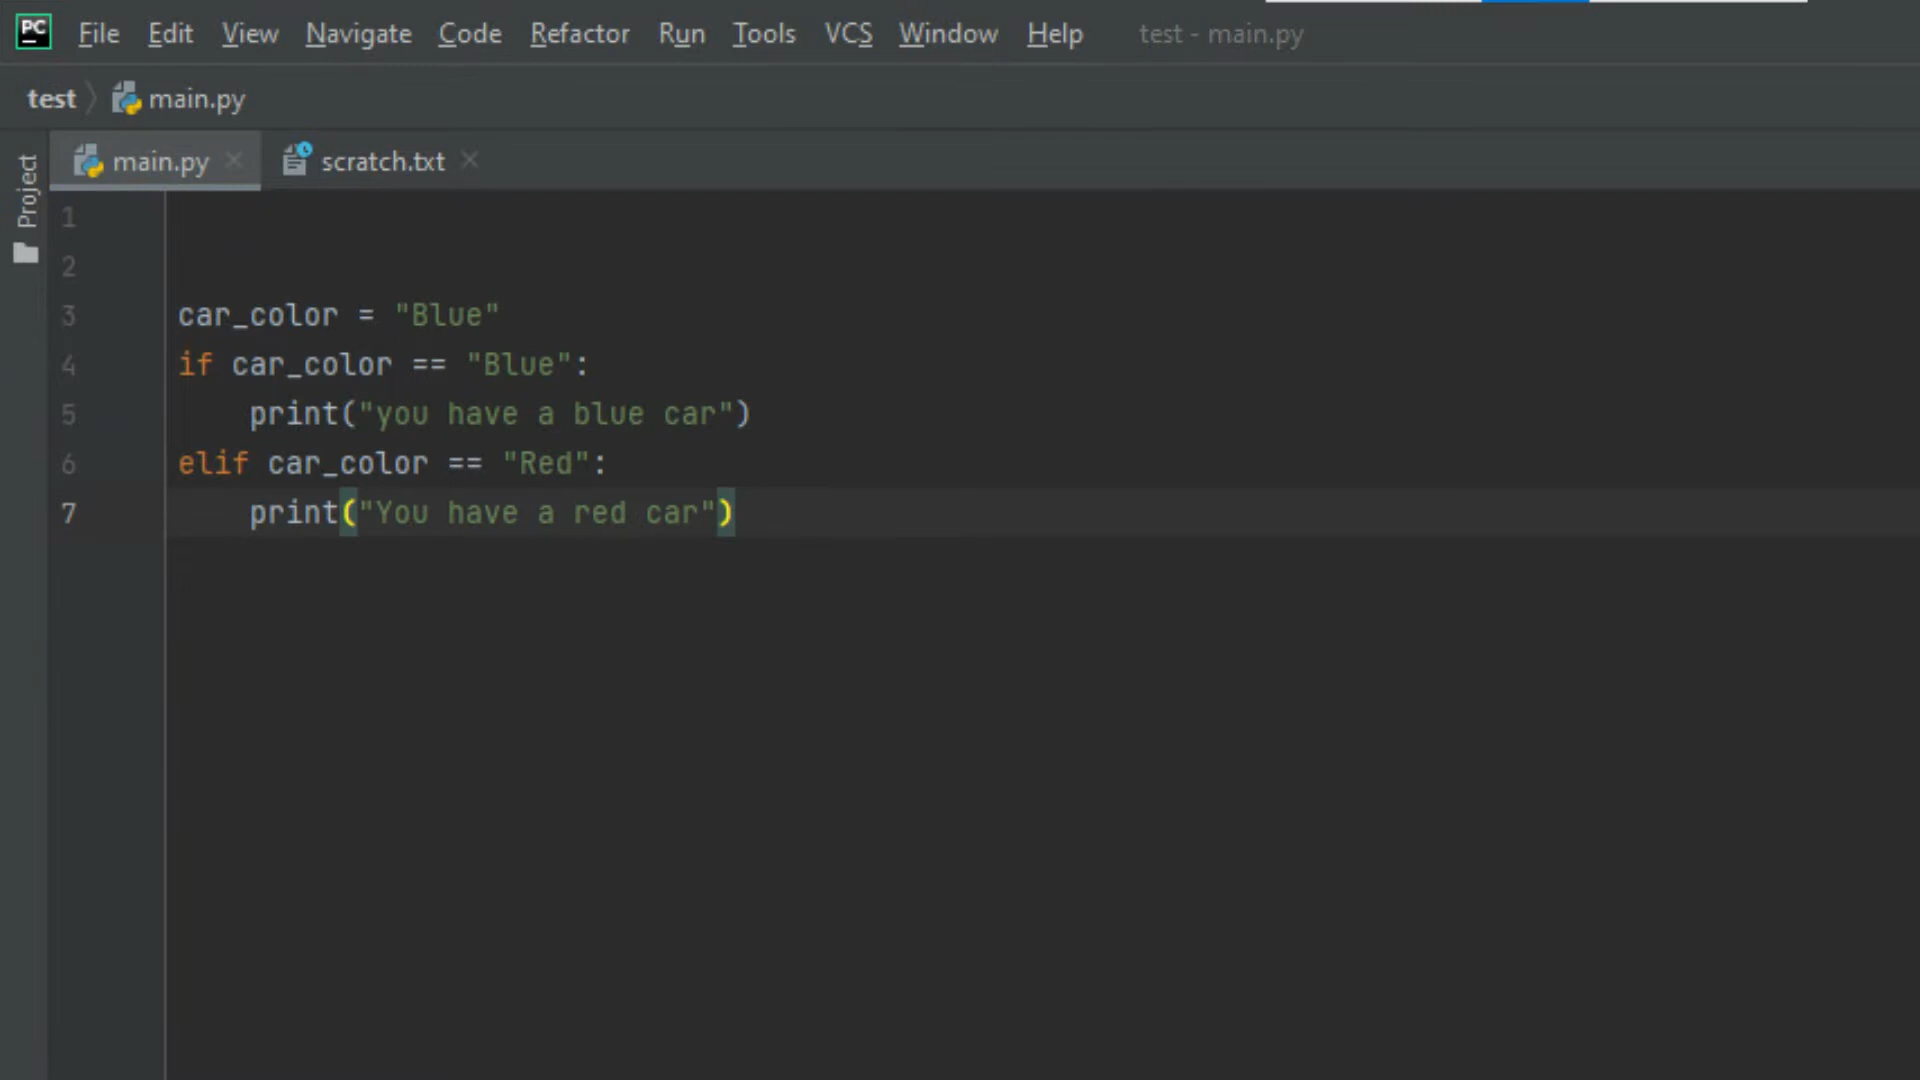 PC File Edit View Navigate Code Refactor Run Tools VCS Window Help test - main.py
test main.py
main.py scratch.txt
Project
1
2
3 car_color = "Blue"
4 if car_color == "Blue":
5     print("you have a blue car")
6 elif car_color == "Red":
7     print("You have a red car")